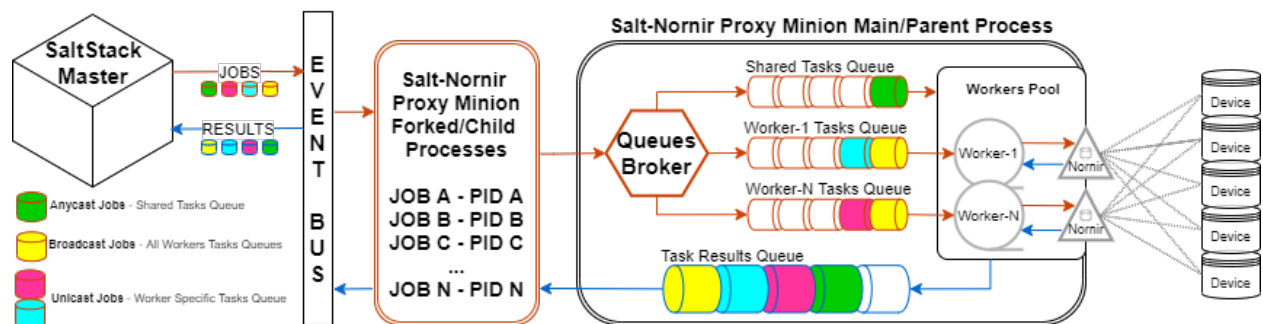 SaltStack
Master
JOBS
RESULTS
Anycast Jobs - Shared Tasks Queue
Broadcast Jobs - All Workers Tasks Queues
Unicast Jobs - Worker Specific Tasks Queue
E
V
E
N
T
B
U
S
Salt-Nornir
Proxy Minion
Forked/Child
Processes
JOB A - PID A
JOB B - PID B
JOB C - PID C
...
JOB N - PID N
Salt-Nornir Proxy Minion Main/Parent Process
Queues
Broker
Shared Tasks Queue
Worker-1 Tasks Queue
Worker-N Tasks Queue
Task Results Queue
Workers Pool
Worker-1
Worker-N
Nornir
Nornir
Device
Device
Device
Device
Device